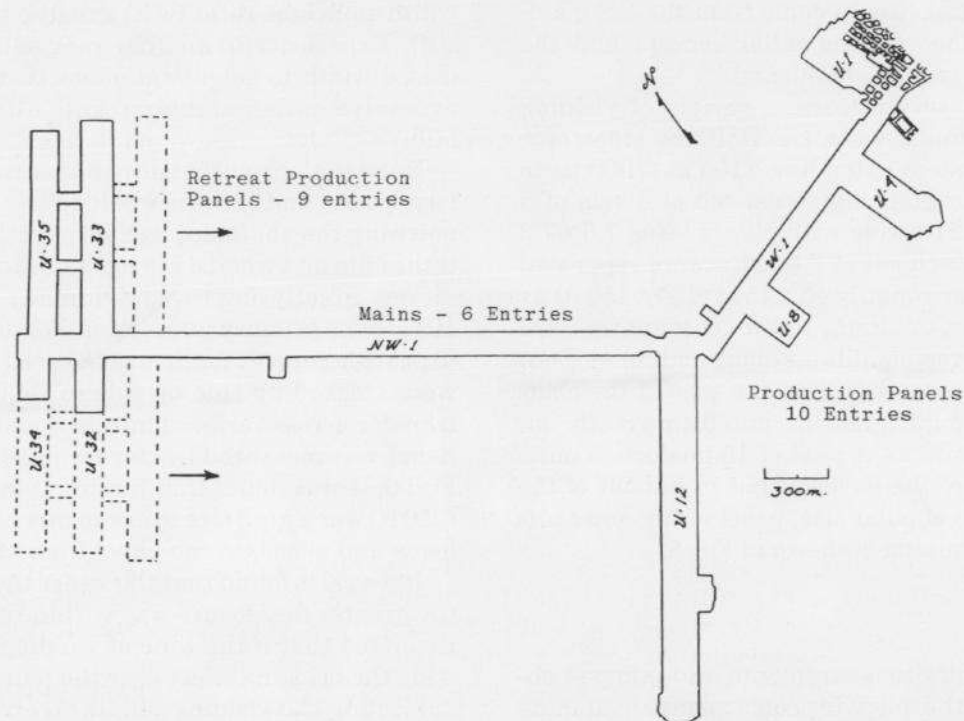 N
U·1
U·4
Retreat Production
Panels - 9 entries
U·35
U·33
W·1
Mains - 6 Entries
NW·1
U·8
Production Panels
10 Entries
300m.
U·34
U·32
U·12